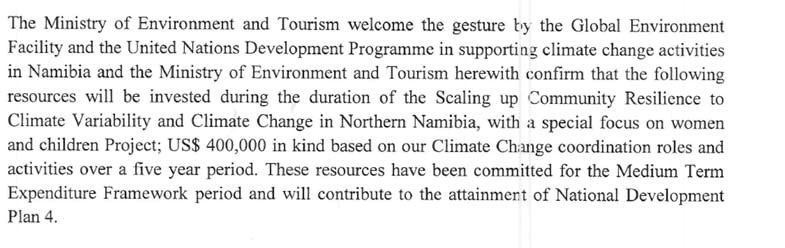 The Ministry of Environment and Tourism welcome the gesture by the Global Environment
Facility and the United Nations Development Programme in supporting climate change activities
in Namibia and the Ministry of Environment and Tourism herewith confirm that the following
resources will be invested during the duration of the Scaling up Community Resilience to
Climate Variability and Climate Change in Northern Namibia, with a special focus on women
and children Project; US$ 400,000 in kind based on our Climate Change coordination roles and
activities over a five year period. These resources have been committed for the Medium Term
Expenditure Framework period and will contribute to the attainment of National Development
Plan 4.